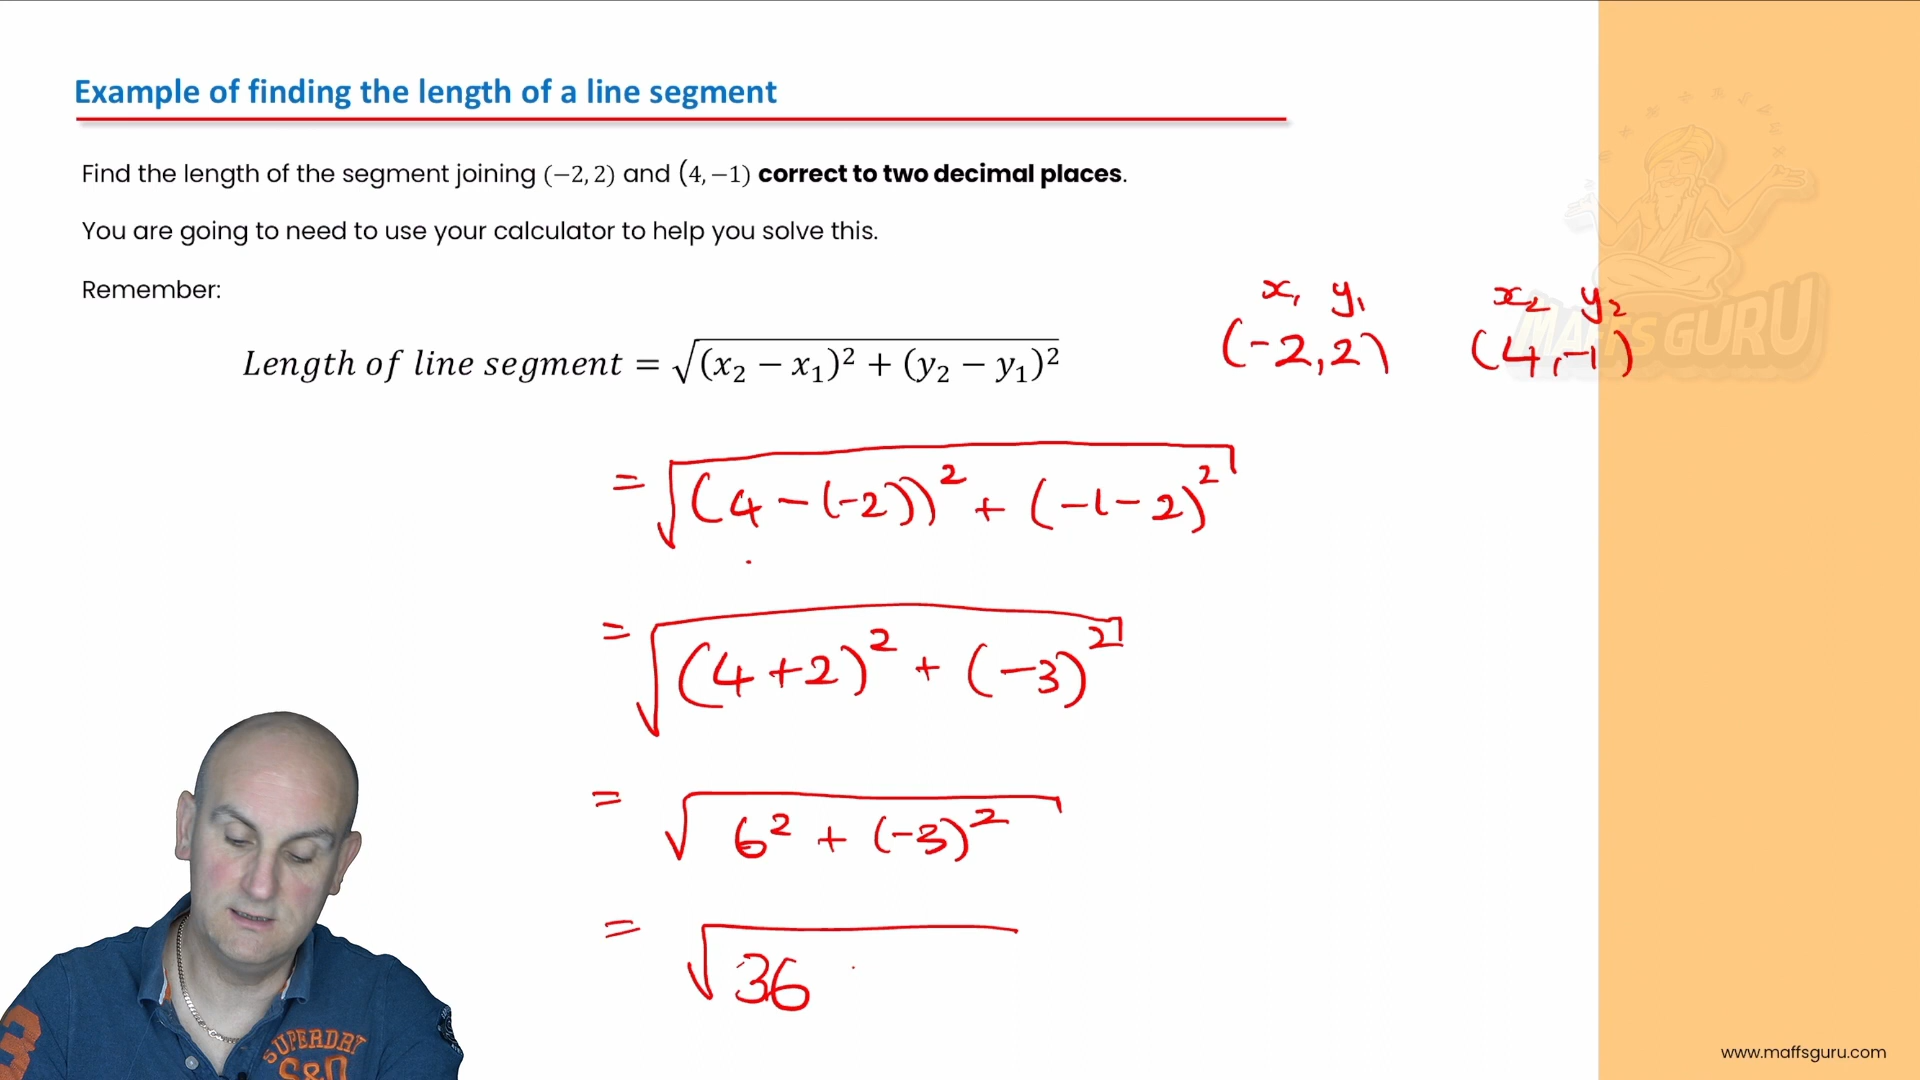 Example of finding the length of a line segment
Find the length of the segment joining (−2, 2) and (4, −1) correct to two decimal places.
You are going to need to use your calculator to help you solve this.
Remember:
x₁ y₁ x₂ y₂
(-2,2) (4,-1)
MAFFS GURU
Length of line segment = √((x₂ − x₁)² + (y₂ − y₁)²)
= √((4-(-2))² + (-1-2)²)
= √((4+2)² + (-3)²)
= √(6² + (-3)²)
= √36
3
SUPERDRY
S&D
www.maffsguru.com